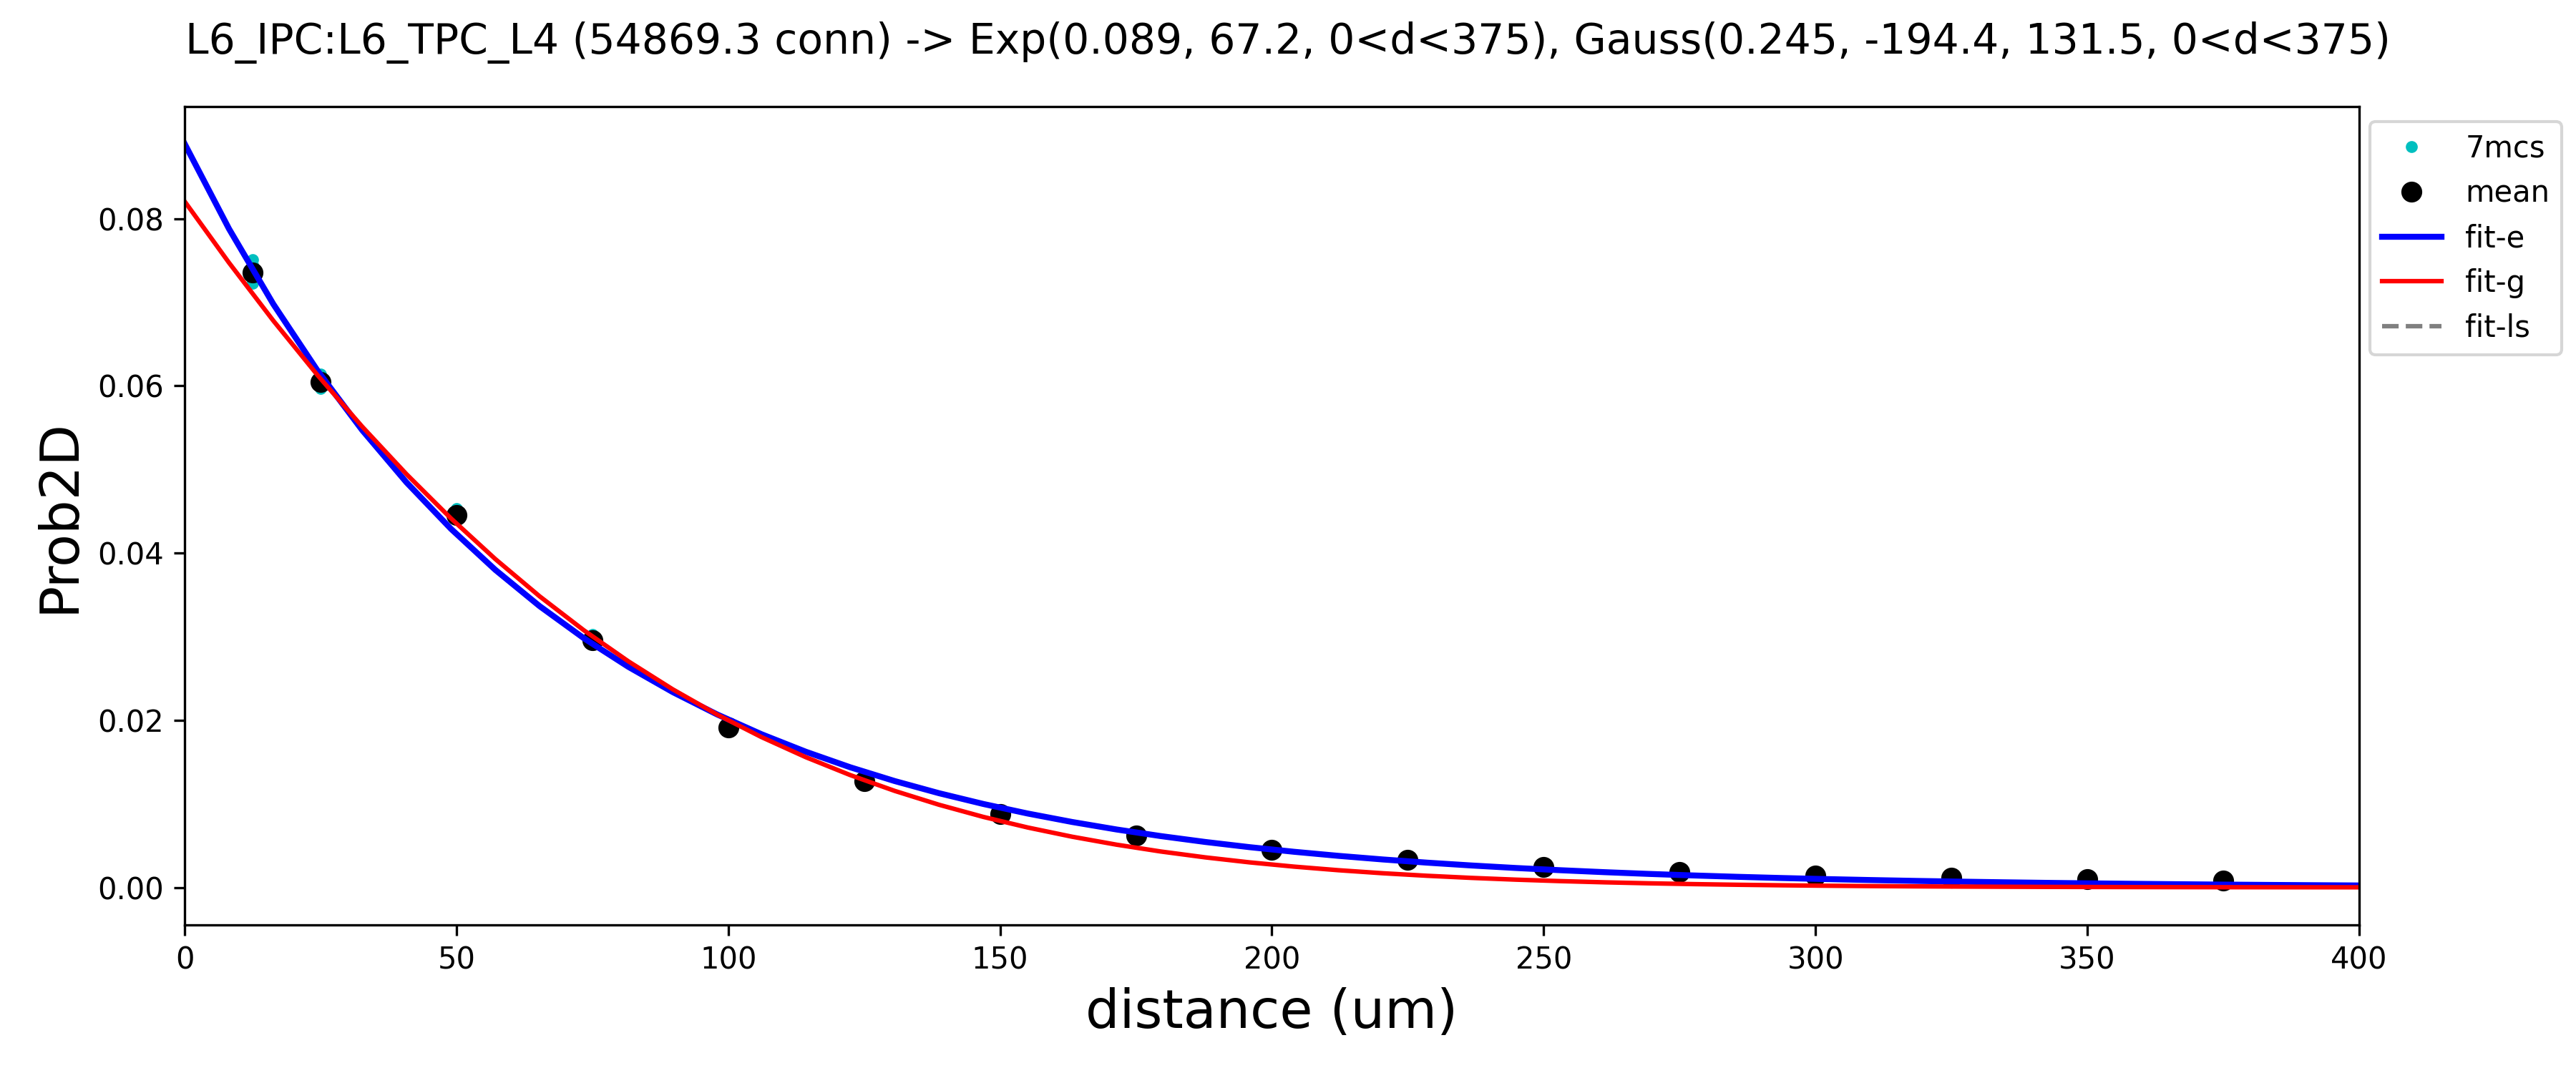 L6_IPC:L6_TPC_L4 (54869.3 conn) -> Exp(0.089, 67.2, 0<d<375), Gauss(0.245, -194.4, 131.5, 0<d<375)
7mcs
mean
fit-e
fit-g
fit-ls
Prob2D
0.08
0.06
0.04
0.02
0.00
0 50 100 150 200 250 300 350 400
distance (um)